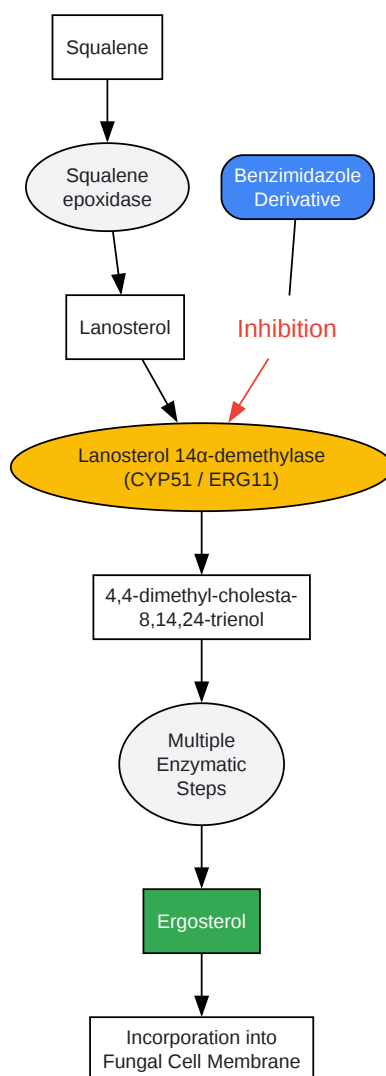 Squalene
Squalene
epoxidase
Benzimidazole
Derivative
Lanosterol
Inhibition
Lanosterol 14α-demethylase
(CYP51 / ERG11)
4,4-dimethyl-cholesta-
8,14,24-trienol
Multiple
Enzymatic
Steps
Ergosterol
Incorporation into
Fungal Cell Membrane